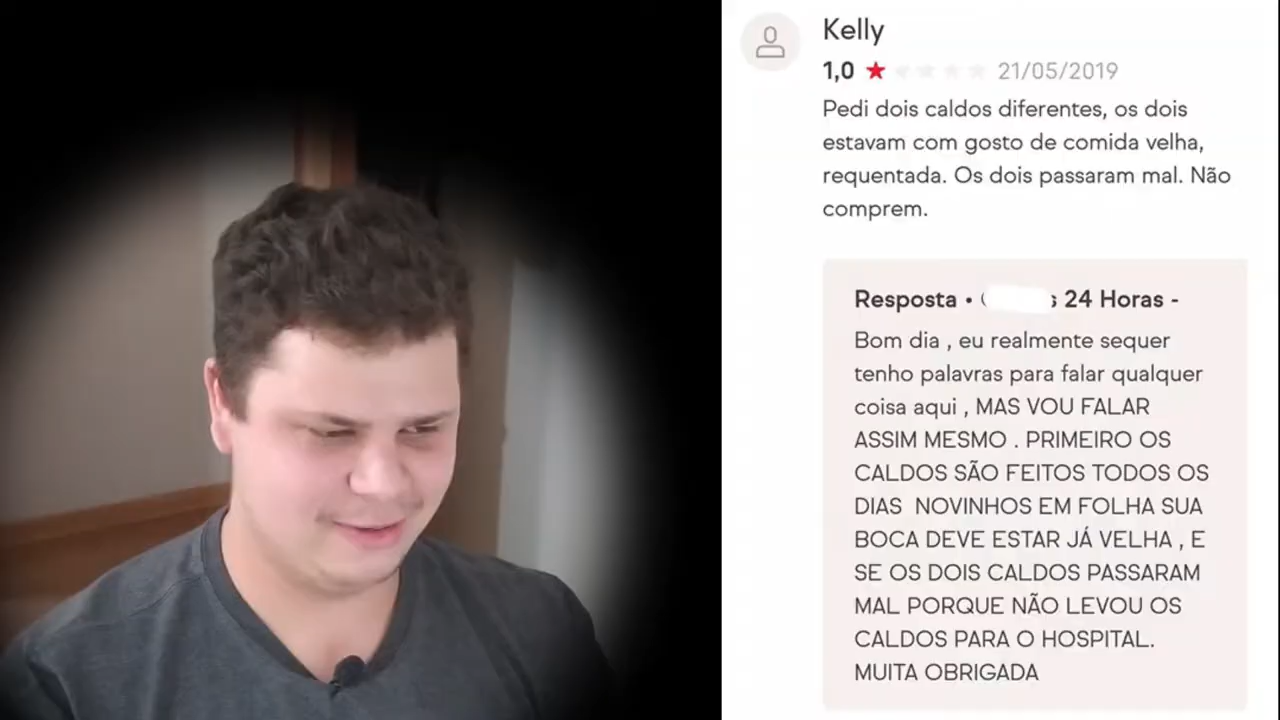 Kelly
1,0 21/05/2019
Pedi dois caldos diferentes, os dois
estavam com gosto de comida velha,
requentada. Os dois passaram mal. Não
comprem.
Resposta • 24 Horas -
Bom dia , eu realmente sequer
tenho palavras para falar qualquer
coisa aqui , MAS VOU FALAR
ASSIM MESMO . PRIMEIRO OS
CALDOS SÃO FEITOS TODOS OS
DIAS NOVINHOS EM FOLHA SUA
BOCA DEVE ESTAR JÁ VELHA , E
SE OS DOIS CALDOS PASSARAM
MAL PORQUE NÃO LEVOU OS
CALDOS PARA O HOSPITAL.
MUITA OBRIGADA